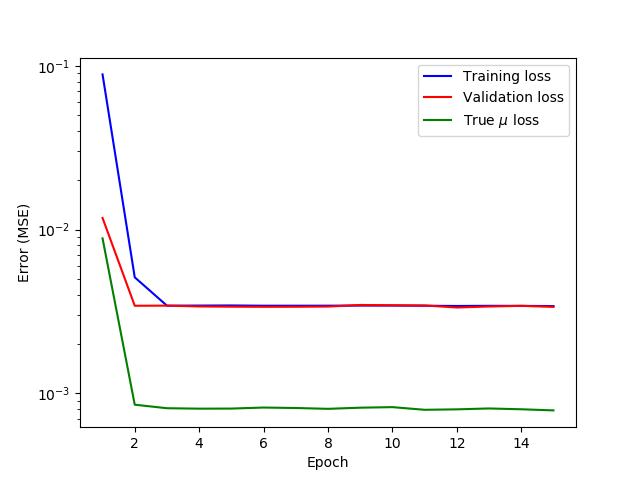 Training loss
Validation loss
True μ loss
10⁻¹
10⁻²
10⁻³
Error (MSE)
2 4 6 8 10 12 14
Epoch